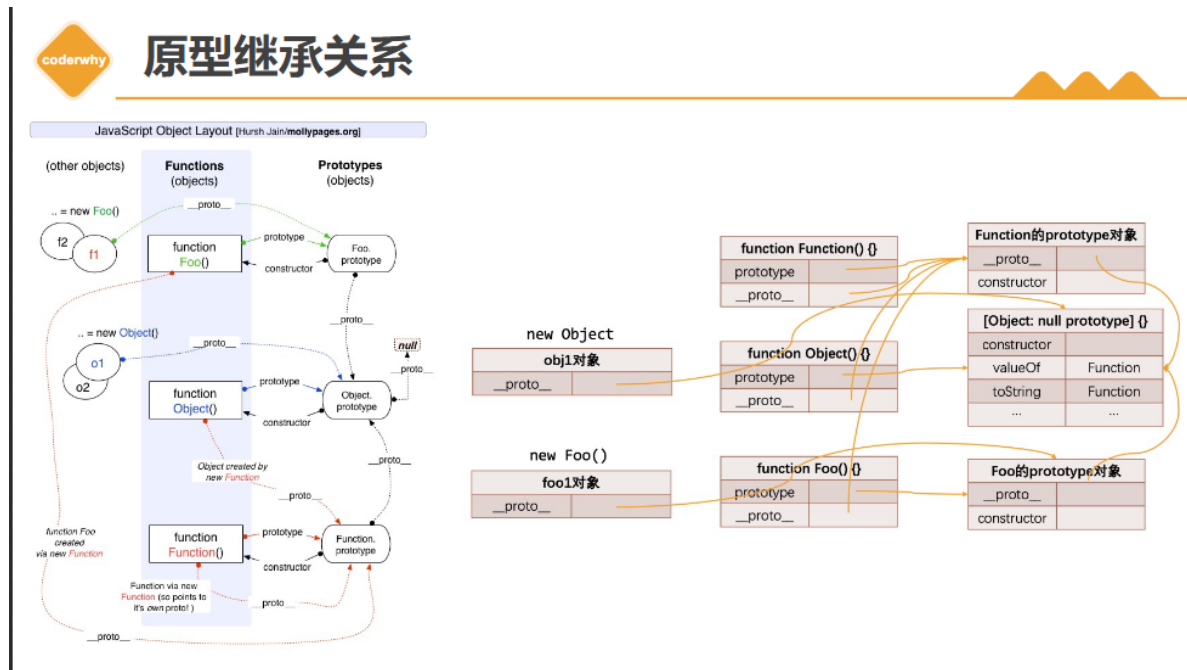 coderwhy
原型继承关系
JavaScript Object Layout [Hursh Jain/mollypages.org]
(other objects)
Functions
(objects)
Prototypes
(objects)
.. = new Foo()
__proto__
f2
f1
function
Foo()
prototype
constructor
Foo.
prototype
__proto__
.. = new Object()
__proto__
null
__proto__
o1
o2
function
Object()
prototype
constructor
Object.
prototype
Object created by
new Function
__proto__
__proto__
function Foo
created
via new Function
function
Function()
prototype
constructor
Function.
prototype
Function via new
Function (so points to
it's own proto! )
__proto__
__proto__
new Object
obj1对象
__proto__
new Foo()
foo1对象
__proto__
function Function() {}
prototype
__proto__
function Object() {}
prototype
__proto__
function Foo() {}
prototype
__proto__
Function的prototype对象
__proto__
constructor
[Object: null prototype] {}
constructor
valueOf Function
toString Function
... ...
Foo的prototype对象
__proto__
constructor